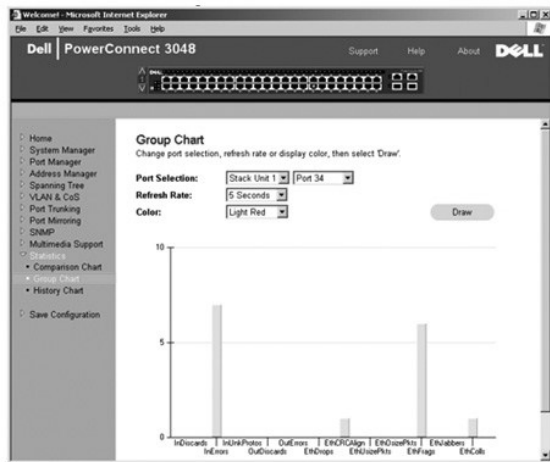 Welcome! - Microsoft Internet Explorer
File Edit View Favorites Tools Help
Dell | PowerConnect 3048
Support Help About DELL
Home
System Manager
Port Manager
Address Manager
Spanning Tree
VLAN & CoS
Port Trunking
Port Mirroring
SNMP
Multimedia Support
Statistics
Comparison Chart
Group Chart
History Chart
Save Configuration
Group Chart
Change port selection, refresh rate or display color, then select 'Draw'.
Port Selection: Stack Unit 1 Port 34
Refresh Rate: 5 Seconds
Color: Light Red
Draw
10
5
0
InDiscards InUnkProtos OutErrors EthCRCAlign EthOsizePkts EthJabbers
InErrors OutDiscards EthDrops EthUsizePkts EthFrags EthColls